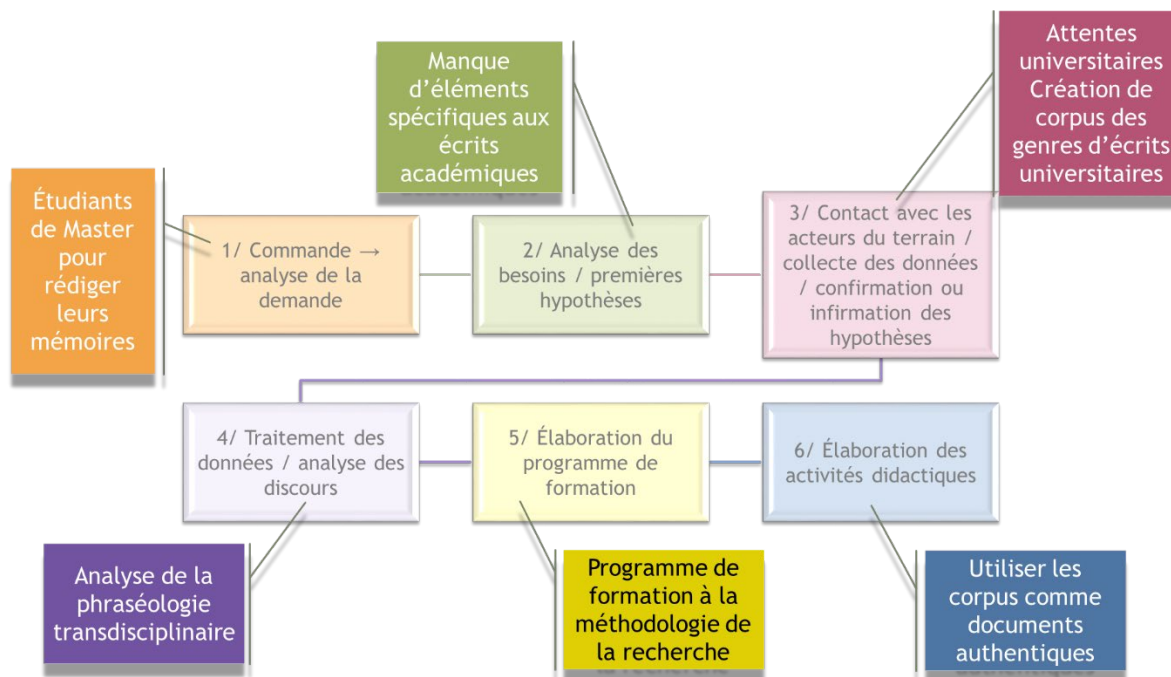 Étudiants
de Master
pour
rédiger
leurs
mémoires
1/ Commande →
analyse de la
demande
Manque
d’éléments
spécifiques aux
écrits
académiques
2/ Analyse des
besoins / premières
hypothèses
Attentes
universitaires
Création de
corpus des
genres d’écrits
universitaires
3/ Contact avec les
acteurs du terrain /
collecte des données
/ confirmation ou
infirmation des
hypothèses
4/ Traitement des
données / analyse des
discours
Analyse de la
phraséologie
transdisciplinaire
5/ Élaboration du
programme de
formation
Programme de
formation à la
méthodologie de
la recherche
6/ Élaboration des
activités didactiques
Utiliser les
corpus comme
documents
authentiques